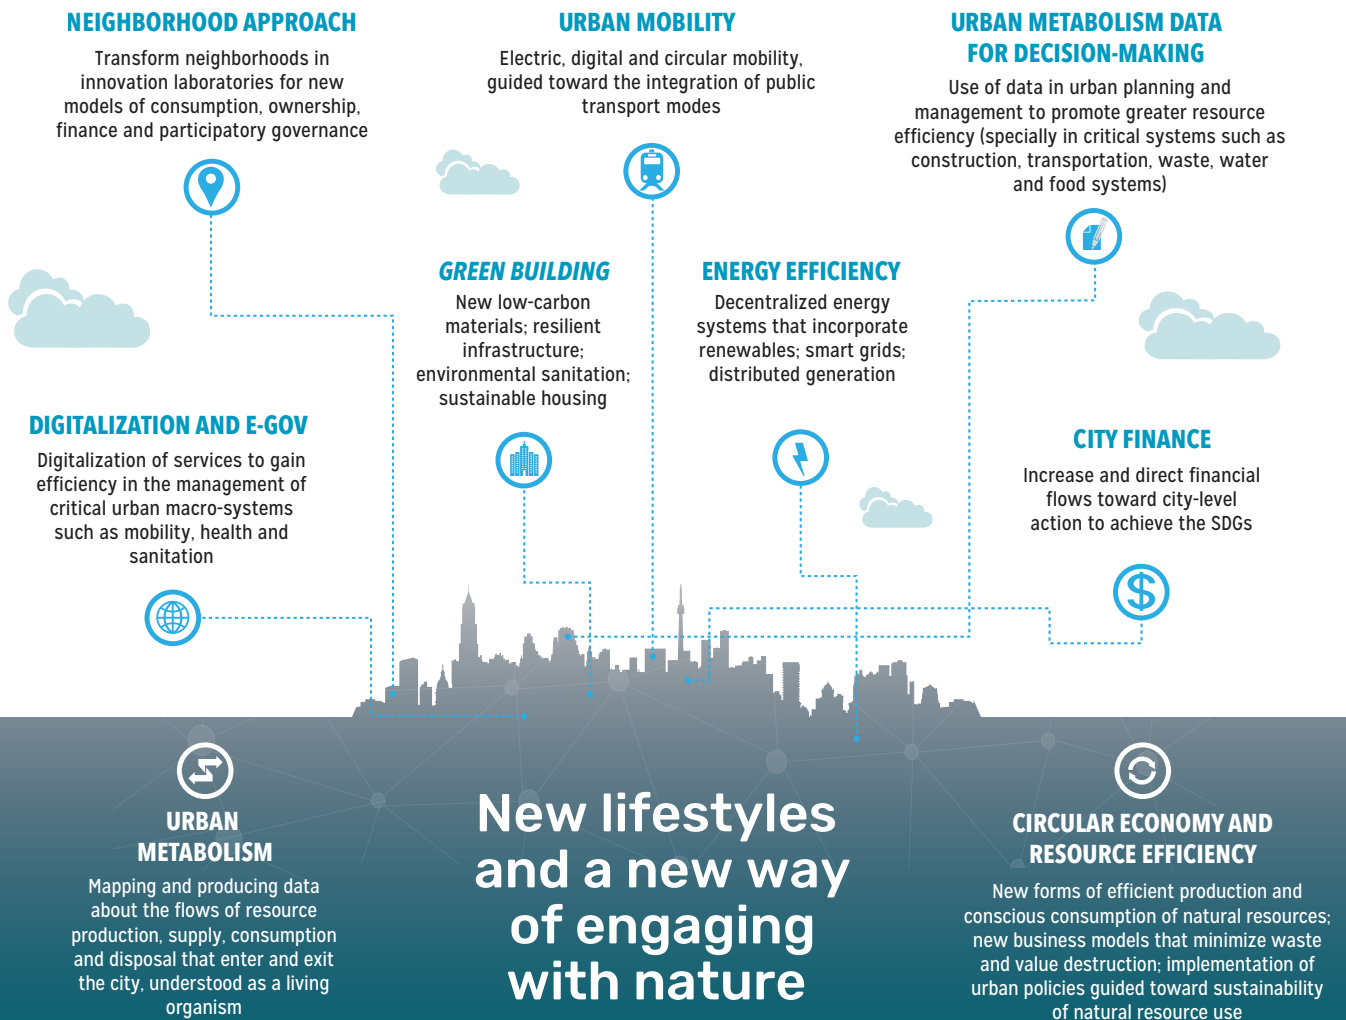 NEIGHBORHOOD APPROACH
Transform neighborhoods in
innovation laboratories for new
models of consumption, ownership,
finance and participatory governance
URBAN MOBILITY
Electric, digital and circular mobility,
guided toward the integration of public
transport modes
URBAN METABOLISM DATA
FOR DECISION-MAKING
Use of data in urban planning and
management to promote greater resource
efficiency (specially in critical systems such as
construction, transportation, waste, water
and food systems)
GREEN BUILDING
New low-carbon
materials; resilient
infrastructure;
environmental sanitation;
sustainable housing
ENERGY EFFICIENCY
Decentralized energy
systems that incorporate
renewables; smart grids;
distributed generation
DIGITALIZATION AND E-GOV
Digitalization of services to gain
efficiency in the management of
critical urban macro-systems
such as mobility, health and
sanitation
CITY FINANCE
Increase and direct financial
flows toward city-level
action to achieve the SDGs
$
URBAN
METABOLISM
Mapping and producing data
about the flows of resource
production, supply, consumption
and disposal that enter and exit
the city, understood as a living
organism
New lifestyles
and a new way
of engaging
with nature
CIRCULAR ECONOMY AND
RESOURCE EFFICIENCY
New forms of efficient production and
conscious consumption of natural resources;
new business models that minimize waste
and value destruction; implementation of
urban policies guided toward sustainability
of natural resource use